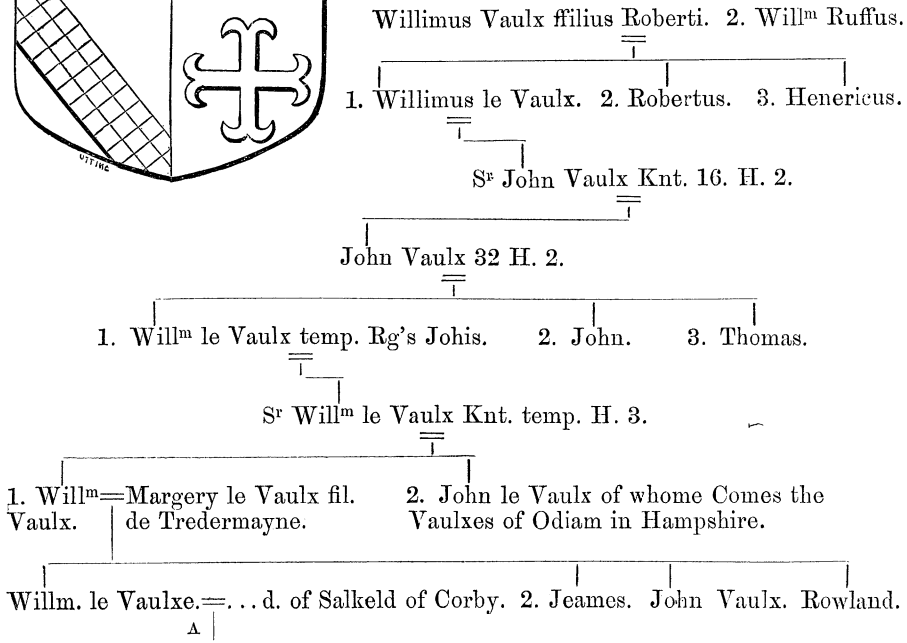 Willimus Vaulx ffilius Roberti. 2. Willᵐ Ruffus.
1. Willimus le Vaulx. 2. Robertus. 3. Henericus.
UTTING
Sʳ John Vaulx Knt. 16. H. 2.
John Vaulx 32 H. 2.
1. Willᵐ le Vaulx temp. Rg's Johis. 2. John. 3. Thomas.
Sʳ Willᵐ le Vaulx Knt. temp. H. 3.
1. Willᵐ=Margery le Vaulx fil. 2. John le Vaulx of whome Comes the
Vaulx. de Tredermayne. Vaulxes of Odiam in Hampshire.
Willm. le Vaulxe.=... d. of Salkeld of Corby. 2. Jeames. John Vaulx. Rowland.
A